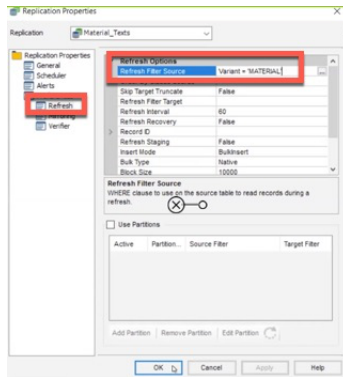 Replication Properties
Replication Material_Texts
Replication Properties
General
Scheduler
Alerts
Refresh
Verifier
Refresh Options
Refresh Filter Source Variant = 'MATERIAL'
Skip Target Truncate False
Refresh Filter Target
Refresh Interval 60
Refresh Recovery False
Record ID
Refresh Staging False
Insert Mode BulkInsert
Bulk Type Native
Block Size 10000
Refresh Filter Source
WHERE clause to use on the source table to read records during a
refresh.
Use Partitions
Active Partition... Source Filter Target Filter
Add Partition Remove Partition Edit Partition
OK Cancel Apply Help